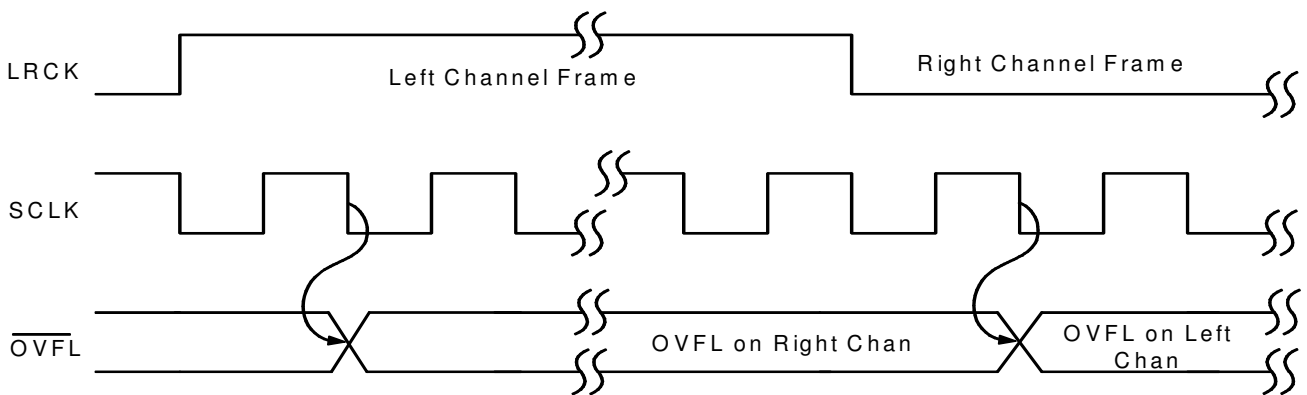 LRCK
Left Channel Frame
Right Channel Frame
SCLK
OVFL
OVFL on Right Chan
OVFL on Left
Chan